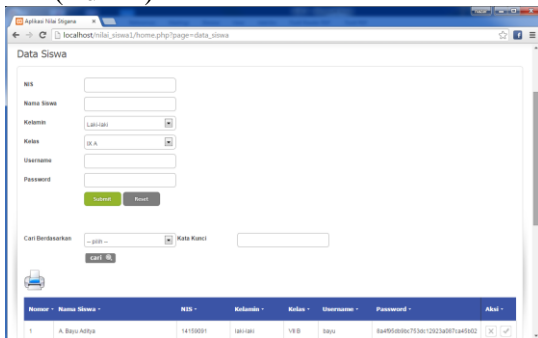 Aplikasi Nilai Stigana
localhost/nilai_siswa1/home.php?page=data_siswa
Data Siswa
NIS
Nama Siswa
Kelamin Laki-laki
Kelas IX A
Username
Password
Submit Reset
Cari Berdasarkan -- pilih -- Kata Kunci
cari
Nomor Nama Siswa NIS Kelamin Kelas Username Password Aksi
1 A. Bayu Aditya 14159091 laki-laki VII B bayu